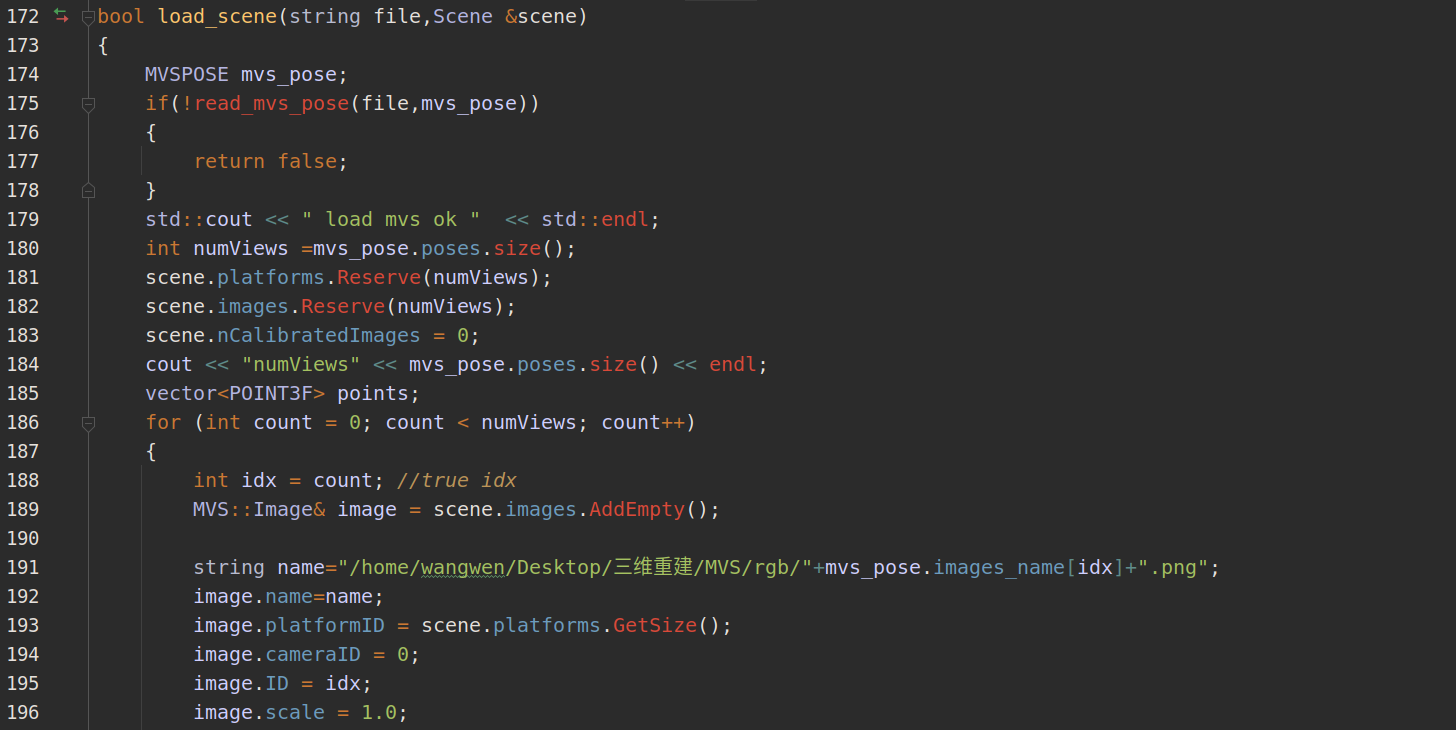 172 bool load_scene(string file,Scene &scene)
173 {
174     MVSPOSE mvs_pose;
175     if(!read_mvs_pose(file,mvs_pose))
176     {
177         return false;
178     }
179     std::cout << " load mvs ok "  << std::endl;
180     int numViews =mvs_pose.poses.size();
181     scene.platforms.Reserve(numViews);
182     scene.images.Reserve(numViews);
183     scene.nCalibratedImages = 0;
184     cout << "numViews" << mvs_pose.poses.size() << endl;
185     vector<POINT3F> points;
186     for (int count = 0; count < numViews; count++)
187     {
188         int idx = count; //true idx
189         MVS::Image& image = scene.images.AddEmpty();
190
191         string name="/home/wangwen/Desktop/三维重建/MVS/rgb/"+mvs_pose.images_name[idx]+".png";
192         image.name=name;
193         image.platformID = scene.platforms.GetSize();
194         image.cameraID = 0;
195         image.ID = idx;
196         image.scale = 1.0;